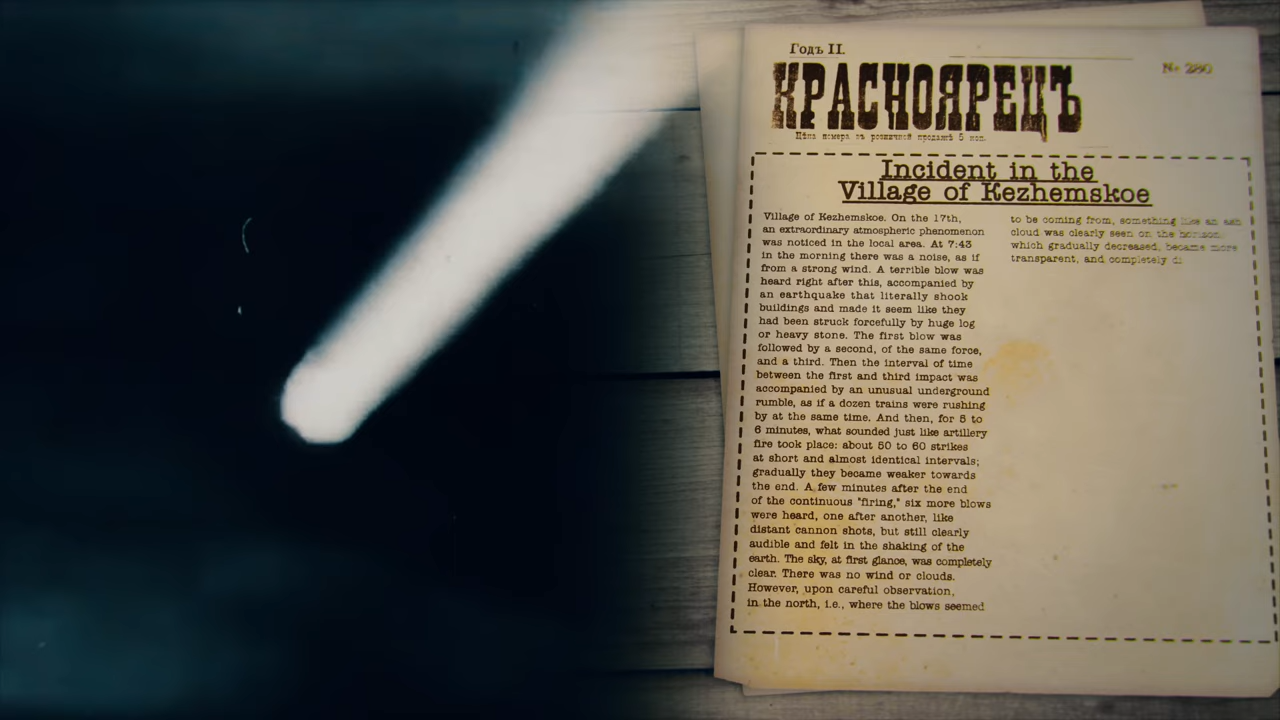 Годъ II.
№ 280
КРАСНОЯРЕЦЪ
Цѣна номера въ розничной продажѣ 5 коп.
Incident in the
Village of Kezhemskoe
Village of Kezhemskoe. On the 17th,
an extraordinary atmospheric phenomenon
was noticed in the local area. At 7:43
in the morning there was a noise, as if
from a strong wind. A terrible blow was
heard right after this, accompanied by
an earthquake that literally shook
buildings and made it seem like they
had been struck forcefully by huge log
or heavy stone. The first blow was
followed by a second, of the same force,
and a third. Then the interval of time
between the first and third impact was
accompanied by an unusual underground
rumble, as if a dozen trains were rushing
by at the same time. And then, for 5 to
6 minutes, what sounded just like artillery
fire took place: about 50 to 60 strikes
at short and almost identical intervals;
gradually they became weaker towards
the end. A few minutes after the end
of the continuous "firing," six more blows
were heard, one after another, like
distant cannon shots, but still clearly
audible and felt in the shaking of the
earth. The sky, at first glance, was completely
clear. There was no wind or clouds.
However, upon careful observation,
in the north, i.e., where the blows seemed
to be coming from, something like an ash
cloud was clearly seen on the horizon
which gradually decreased, became more
transparent, and completely di